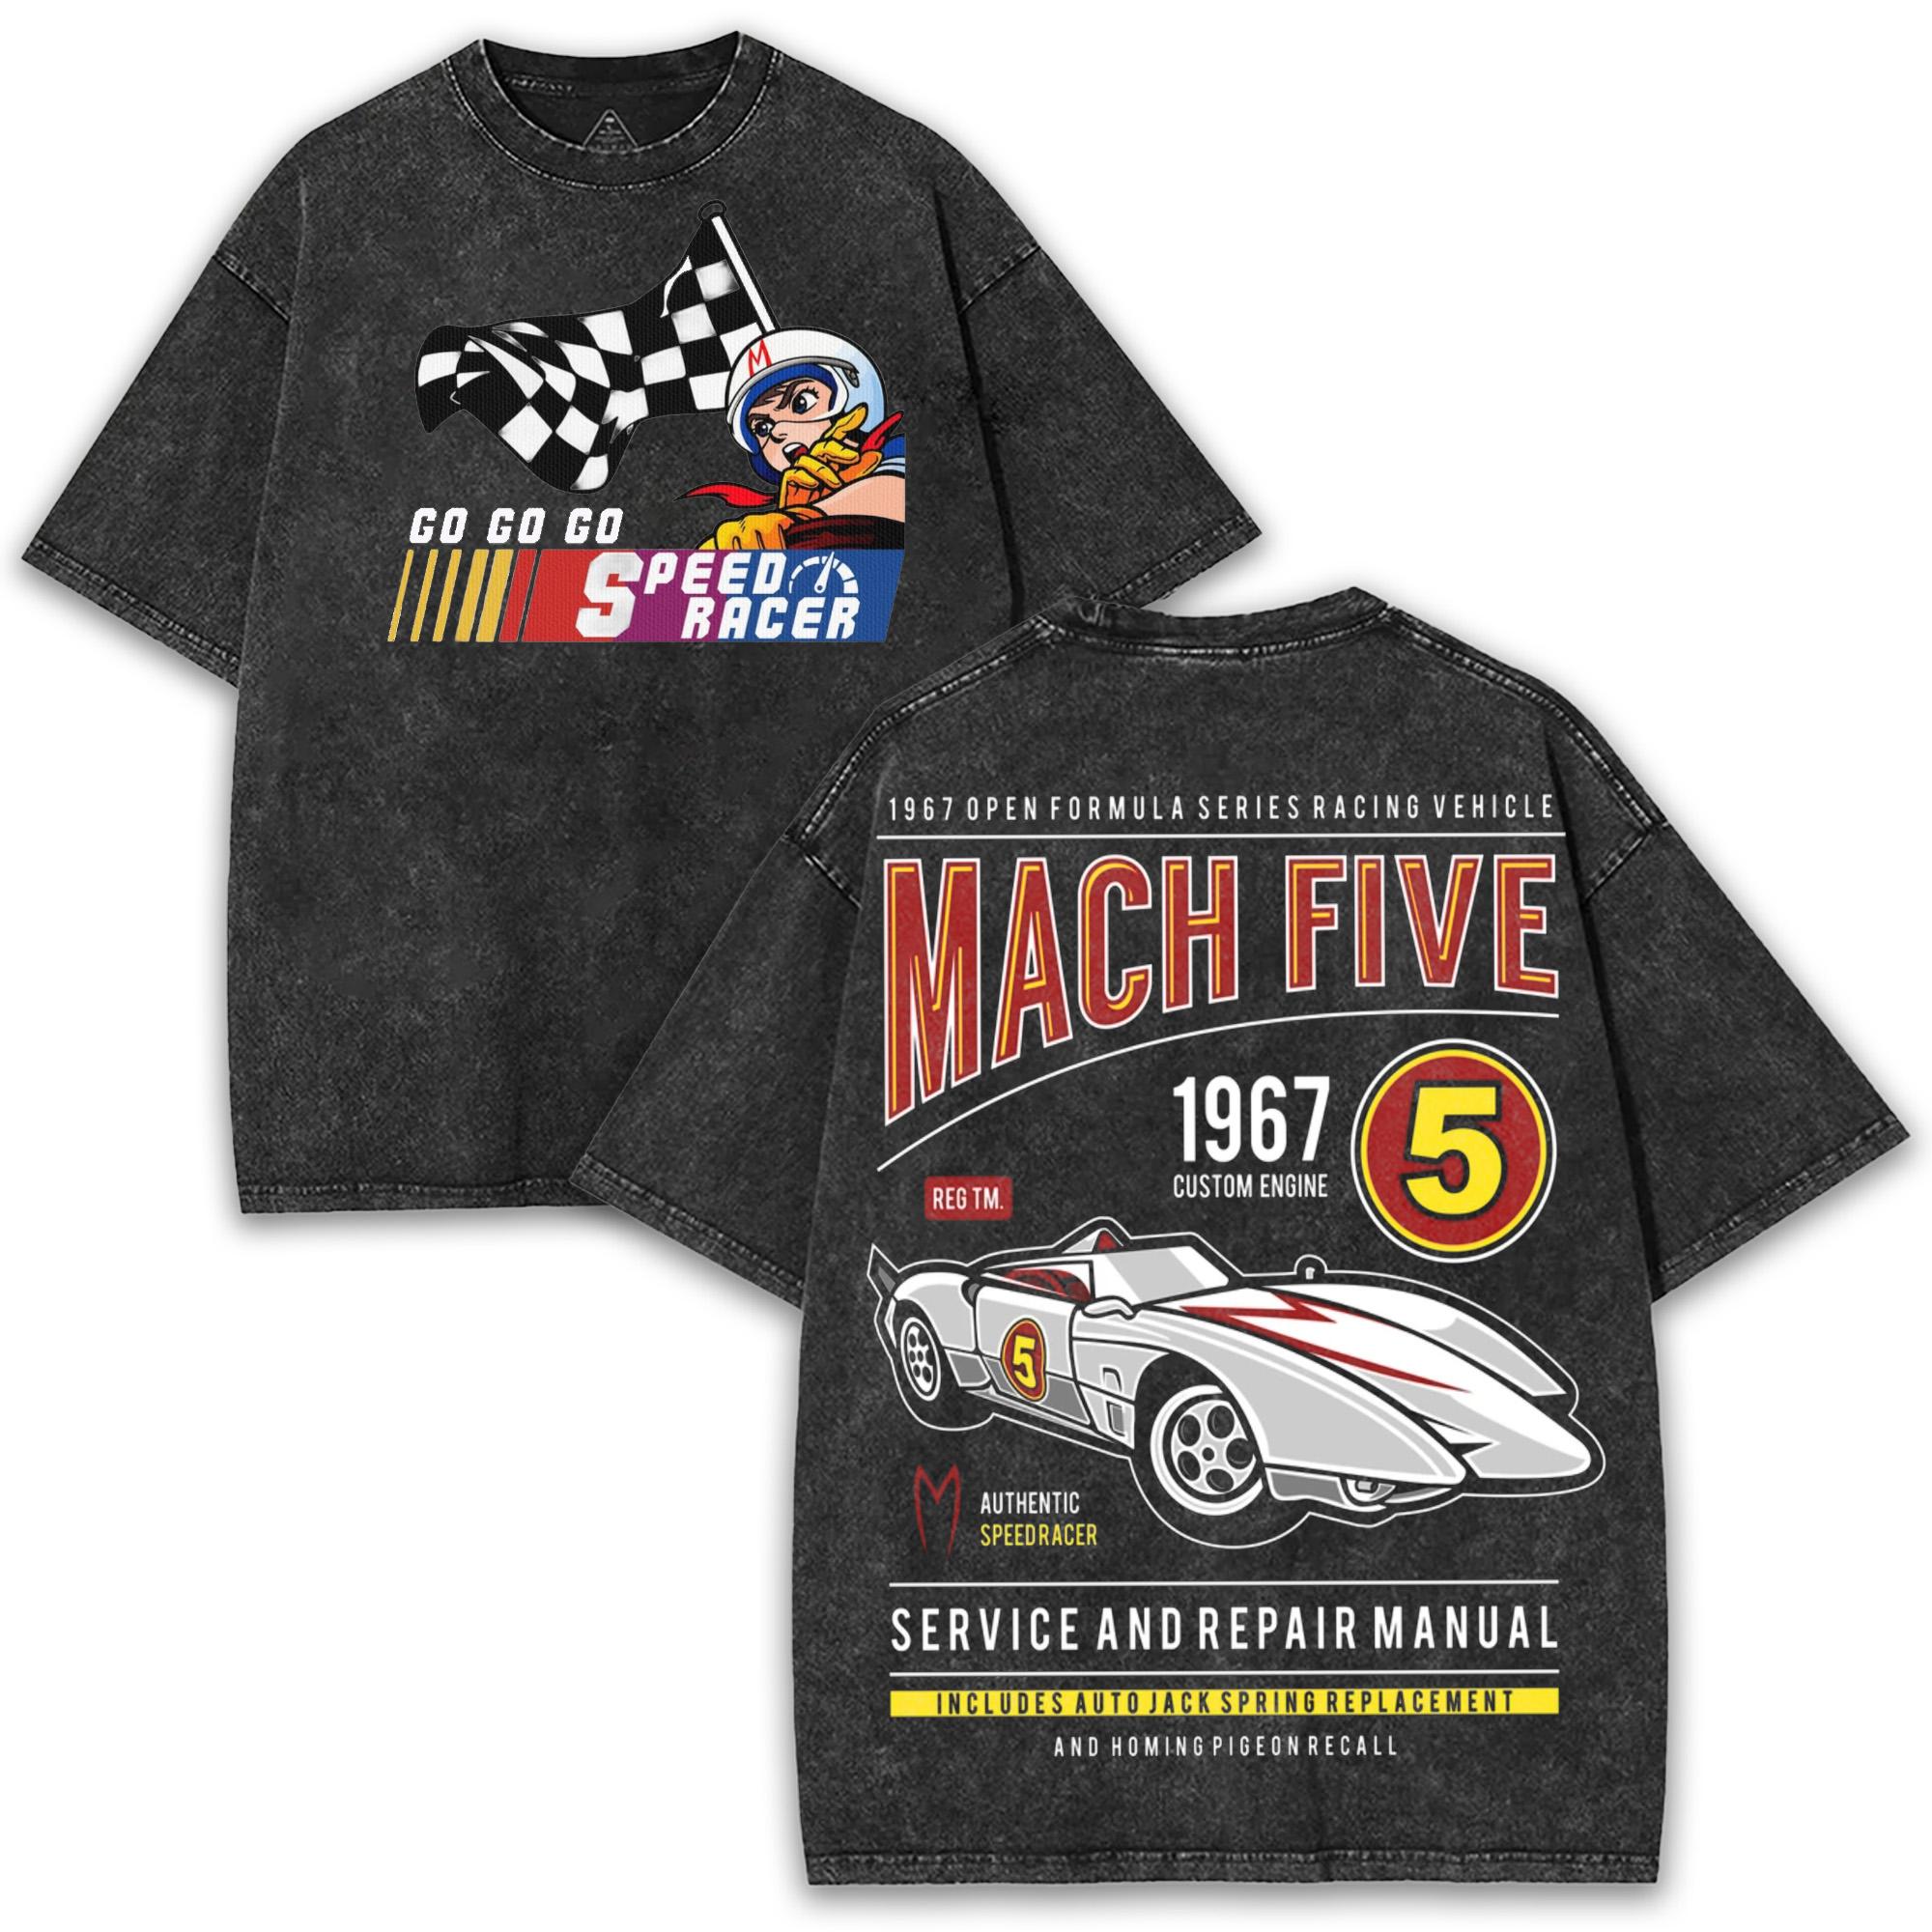 M
GO GO GO
SPEED
RACER
1967 OPEN FORMULA SERIES RACING VEHICLE
MACH FIVE
1967
CUSTOM ENGINE
5
REG TM.
5
M
AUTHENTIC
SPEEDRACER
SERVICE AND REPAIR MANUAL
INCLUDES AUTO JACK SPRING REPLACEMENT
AND HOMING PIGEON RECALL